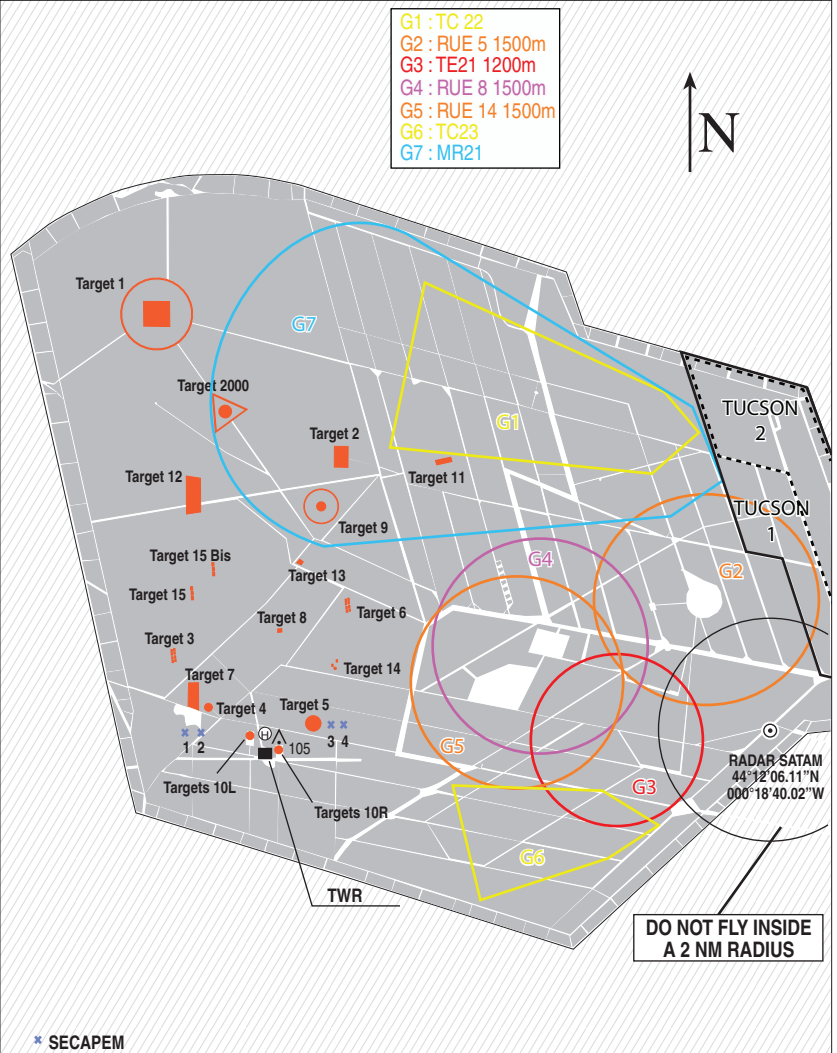 G1 : TC 22
G2 : RUE 5 1500m
G3 : TE21 1200m
G4 : RUE 8 1500m
G5 : RUE 14 1500m
G6 : TC23
G7 : MR21
N
Target 1
G7
Target 2000
TUCSON
2
G1
Target 2
Target 11
Target 12
TUCSON
1
Target 9
Target 15 Bis
G4
G2
Target 13
Target 15
Target 6
Target 8
Target 3
Target 14
Target 7
Target 4
Target 5
H
1 2
3 4
105
G5
RADAR SATAM
44°12'06.11"N
000°18'40.02"W
Targets 10L
G3
Targets 10R
G6
TWR
DO NOT FLY INSIDE
A 2 NM RADIUS
SECAPEM